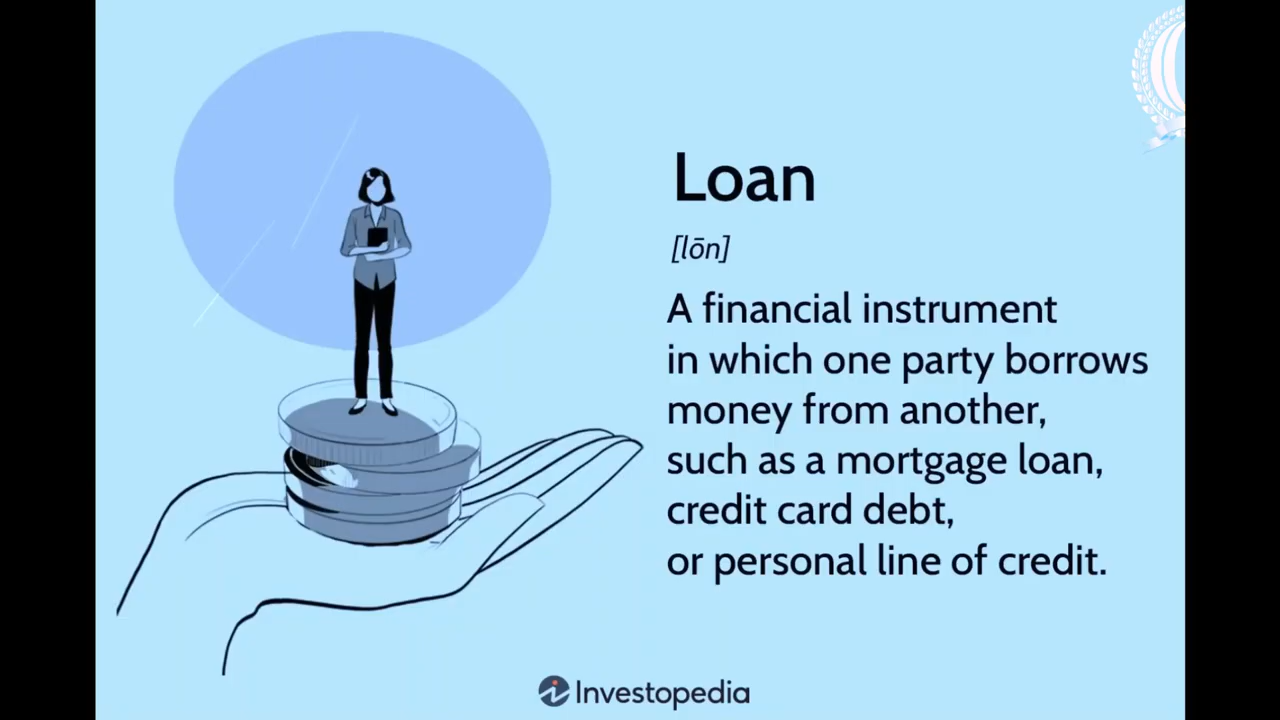 Loan
[lōn]
A financial instrument
in which one party borrows
money from another,
such as a mortgage loan,
credit card debt,
or personal line of credit.
Investopedia